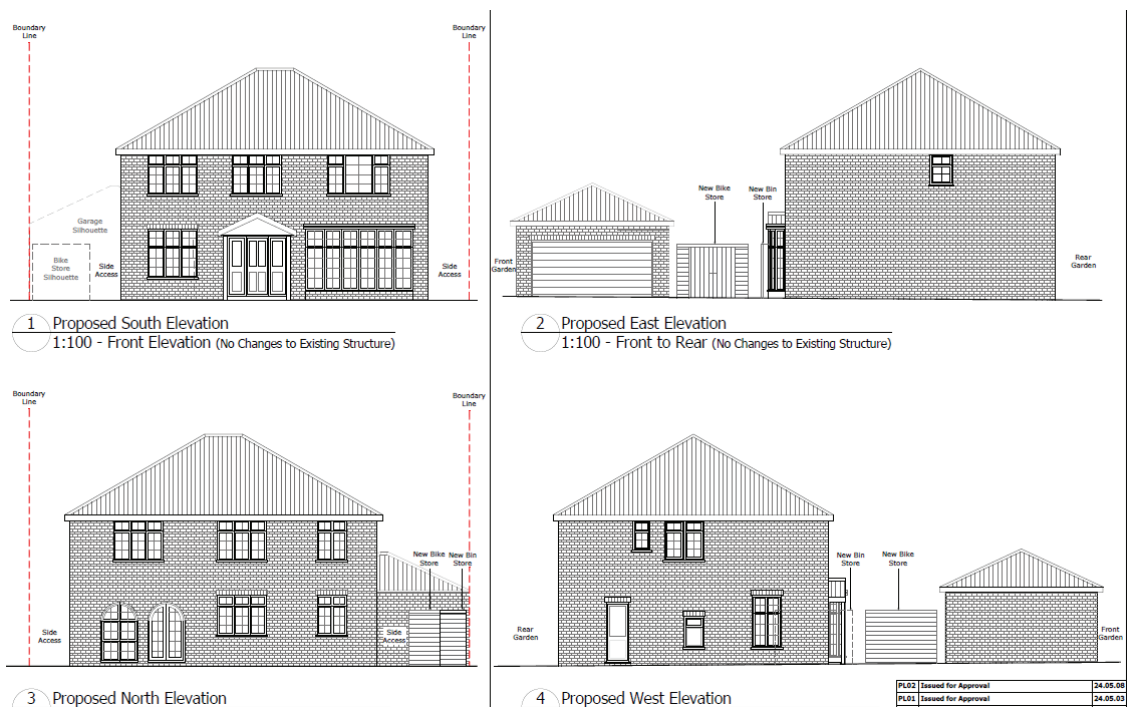 Boundary
Line
Boundary
Line
Garage
Silhouette
Bike
Store
Silhouette
Side
Access
Side
Access
1 Proposed South Elevation
1:100 - Front Elevation (No Changes to Existing Structure)
New Bike
Store
New Bin
Store
Front
Garden
Rear
Garden
2 Proposed East Elevation
1:100 - Front to Rear (No Changes to Existing Structure)
Boundary
Line
Boundary
Line
New Bike
Store
New Bin
Store
Side
Access
Side
Access
3 Proposed North Elevation
New Bin
Store
New Bike
Store
Rear
Garden
Front
Garden
4 Proposed West Elevation
PL02 Issued for Approval 24.05.08
PL01 Issued for Approval 24.05.03